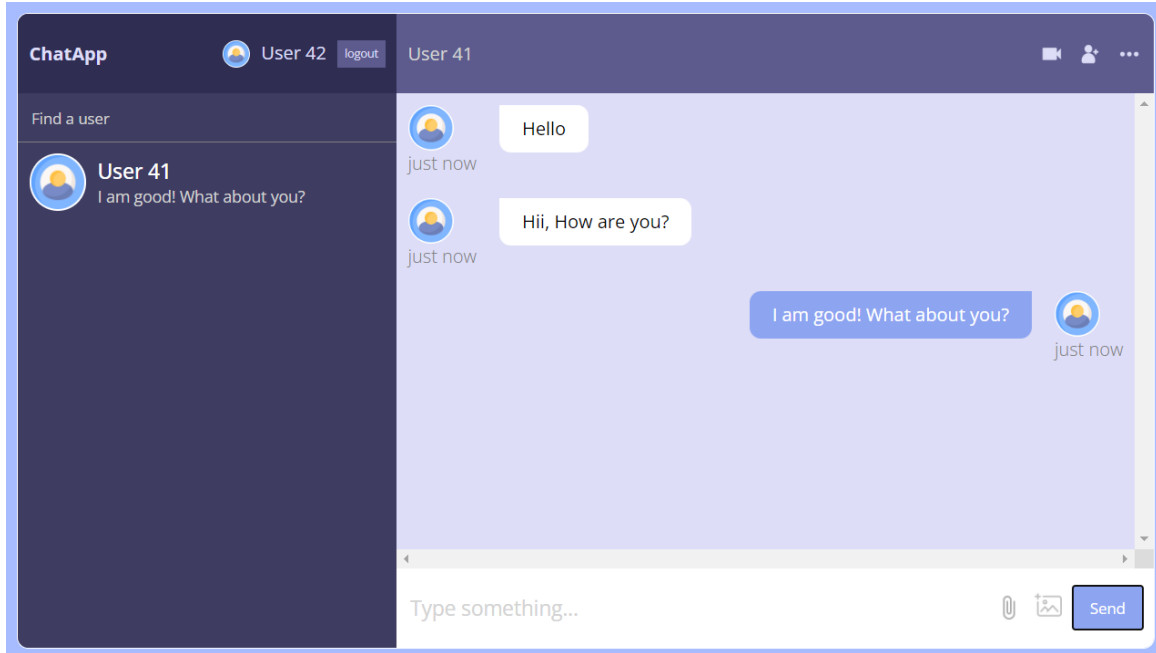 ChatApp
User 42
logout
Find a user
User 41
I am good! What about you?
User 41
Hello
just now
Hii, How are you?
just now
I am good! What about you?
just now
Type something...
Send